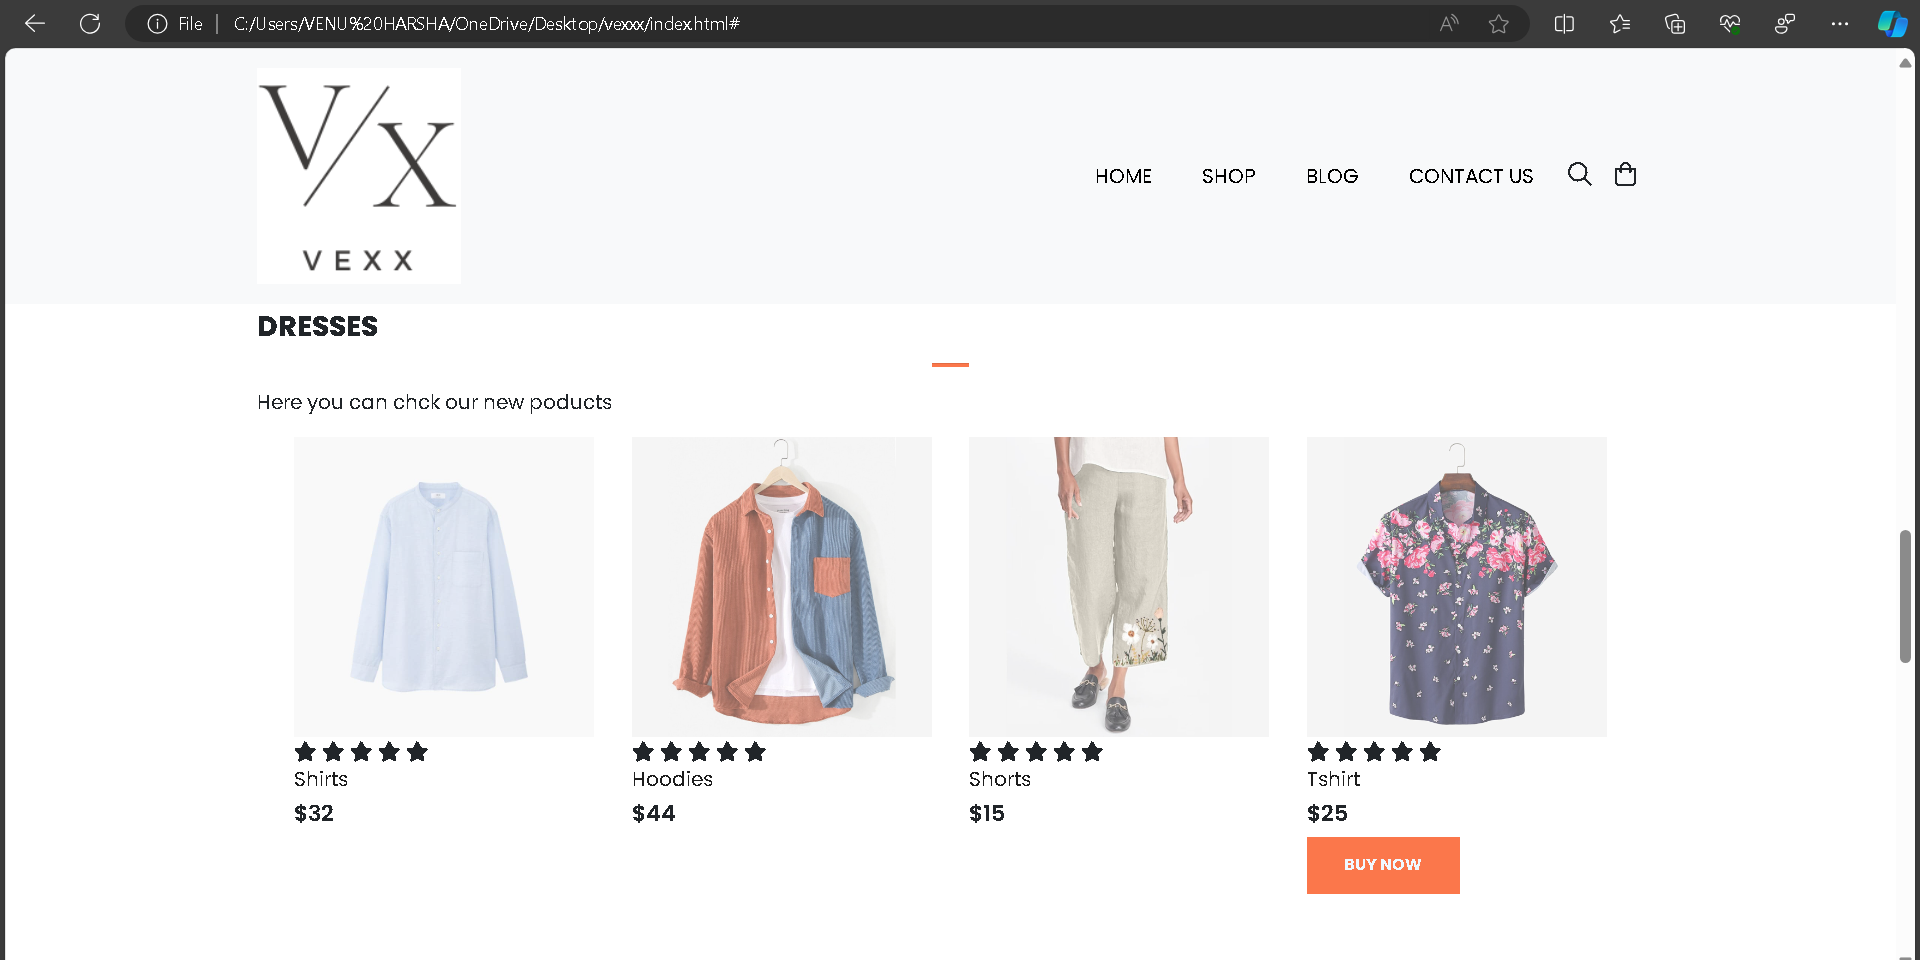 File
C:/Users/VENU%20HARSHA/OneDrive/Desktop/vexxx/index.html#
V/X
VEXX
HOME SHOP BLOG CONTACT US
DRESSES
Here you can chck our new poducts
Shirts Hoodies Shorts Tshirt
$32 $44 $15 $25
BUY NOW